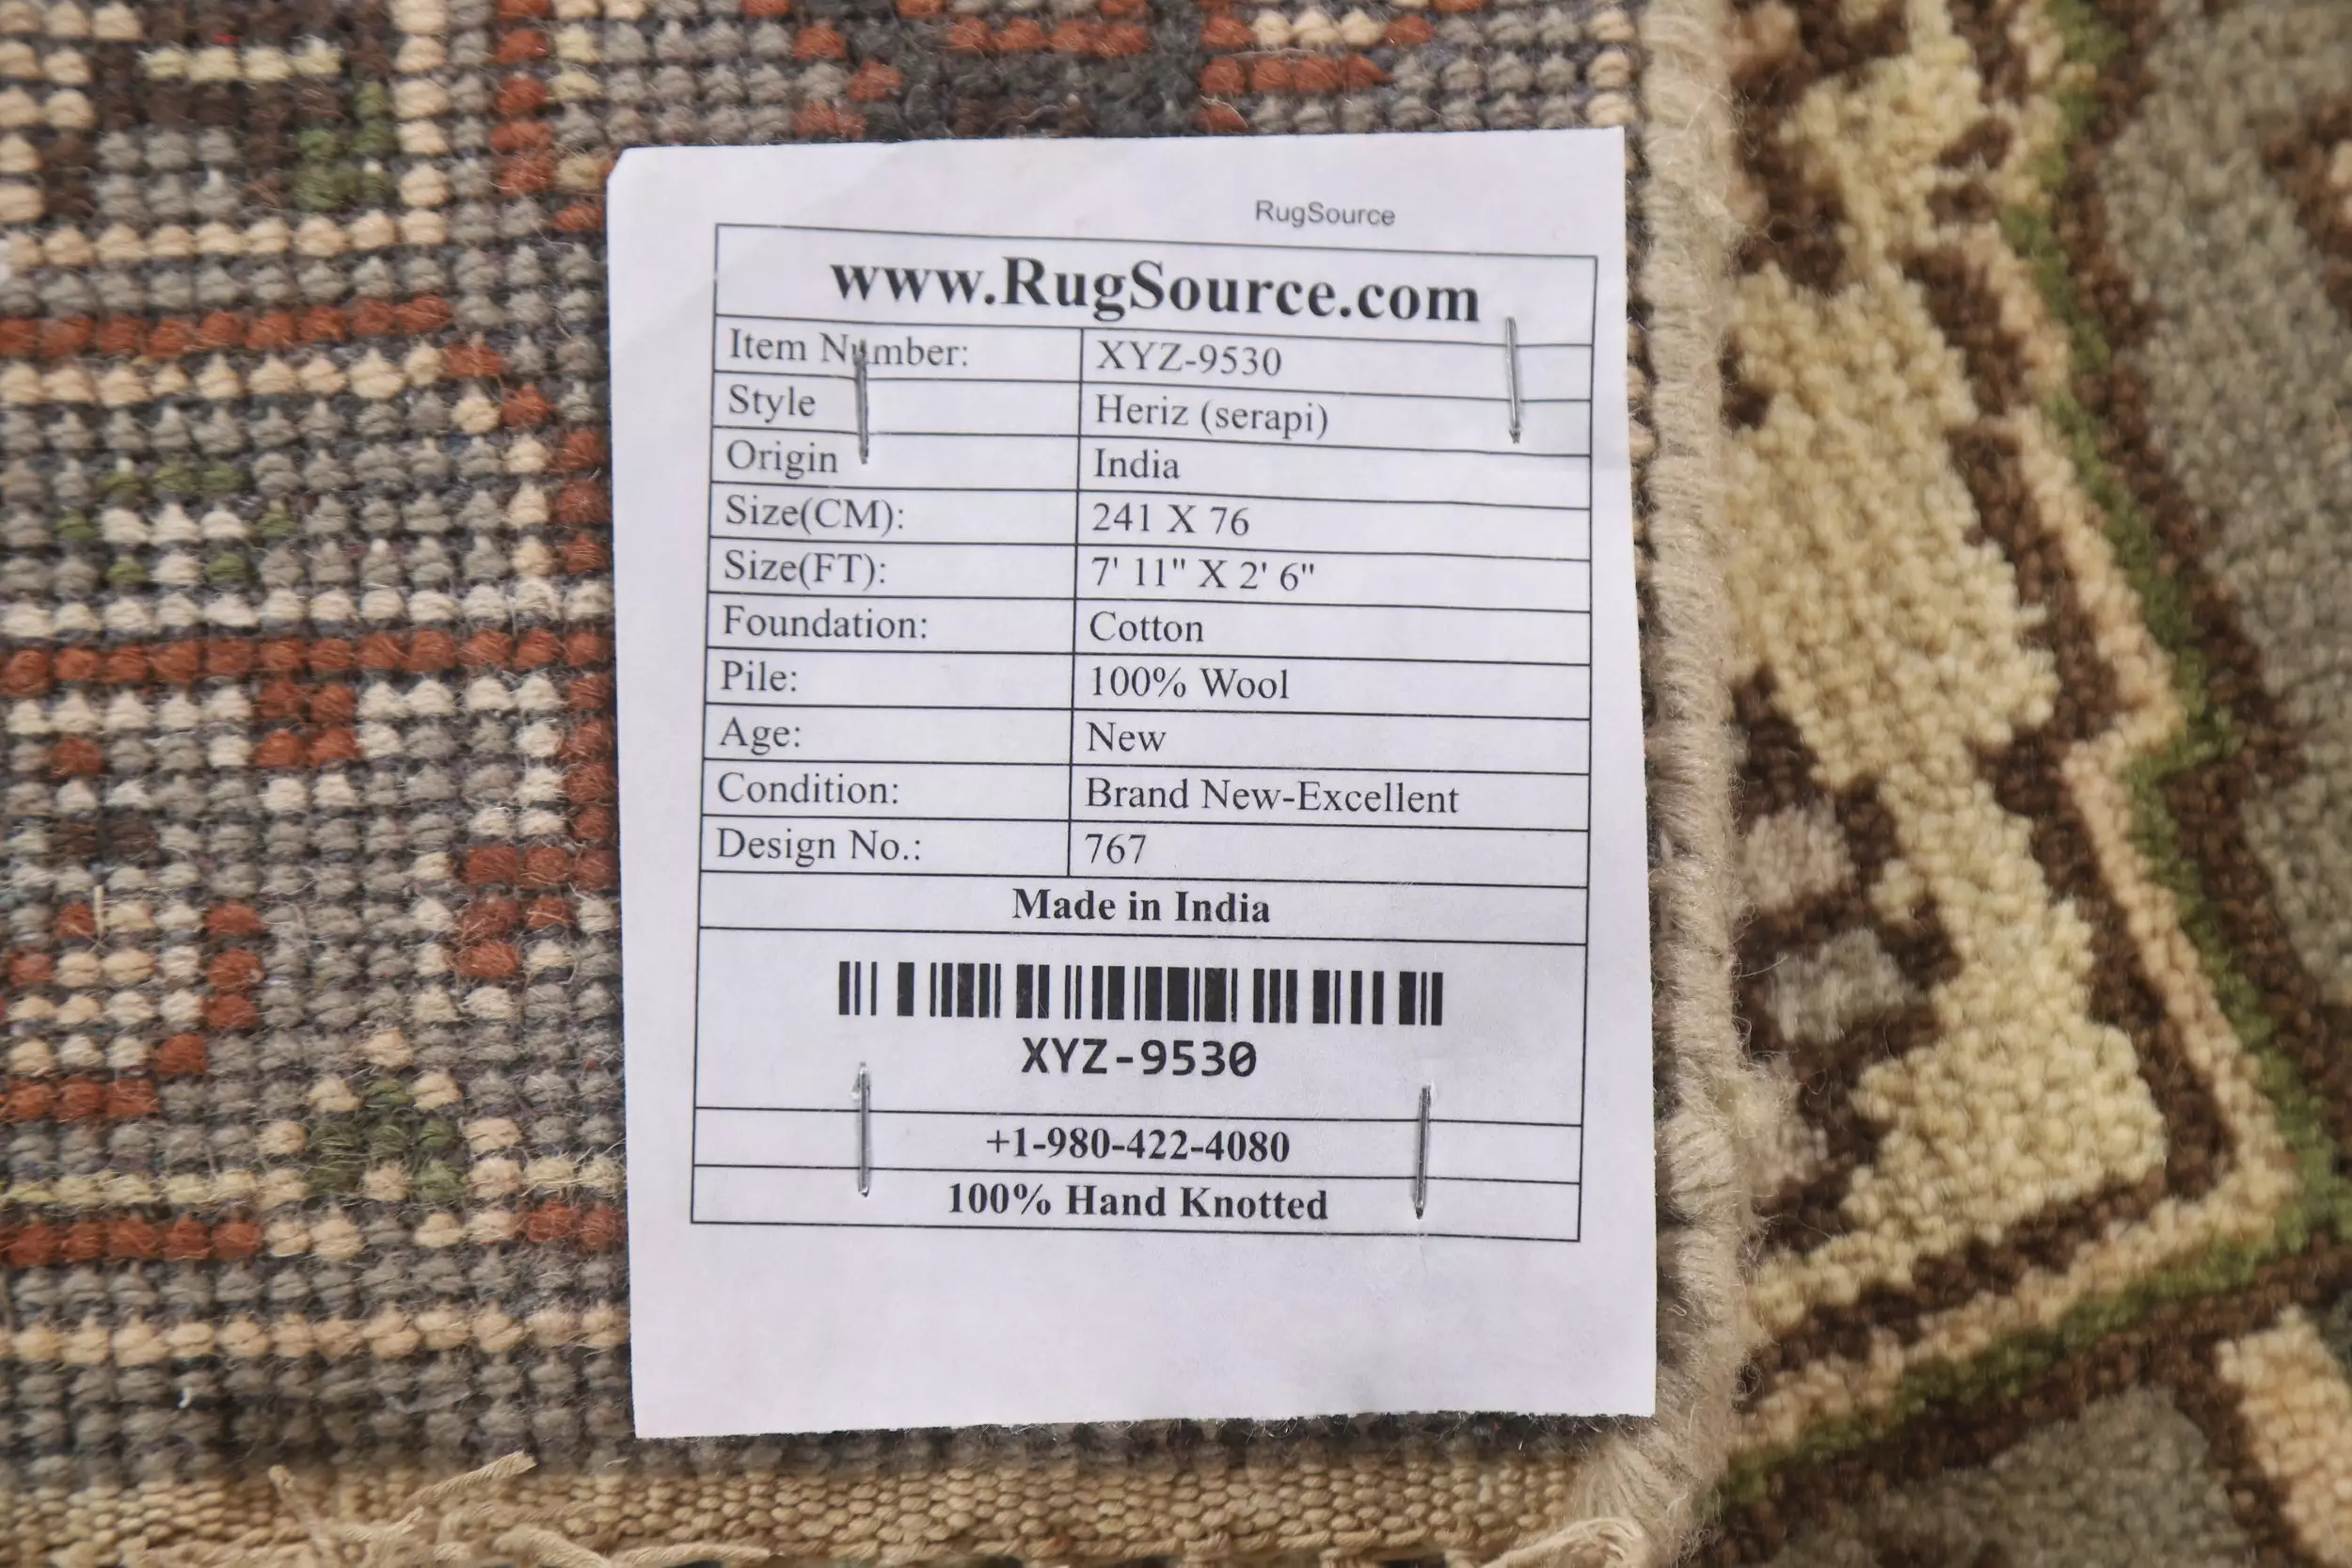 RugSource
www.RugSource.com
Item Number: XYZ-9530
Style Heriz (serapi)
Origin India
Size(CM): 241 X 76
Size(FT): 7' 11" X 2' 6"
Foundation: Cotton
Pile: 100% Wool
Age: New
Condition: Brand New-Excellent
Design No.: 767
Made in India
XYZ-9530
+1-980-422-4080
100% Hand Knotted